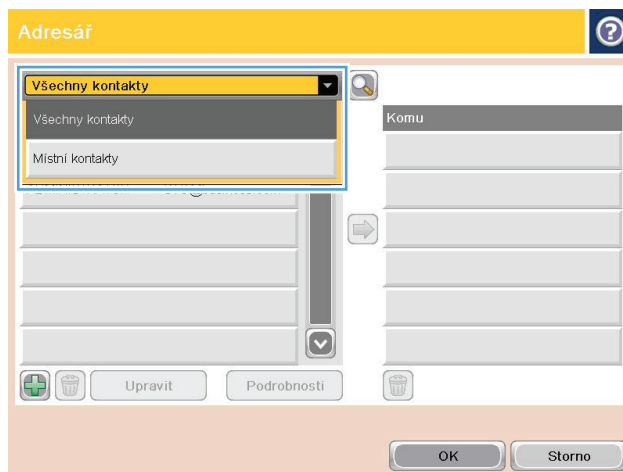 Adresář
Všechny kontakty
Všechny kontakty
Místní kontakty
Komu
Upravit
Podrobnosti
OK
Storno